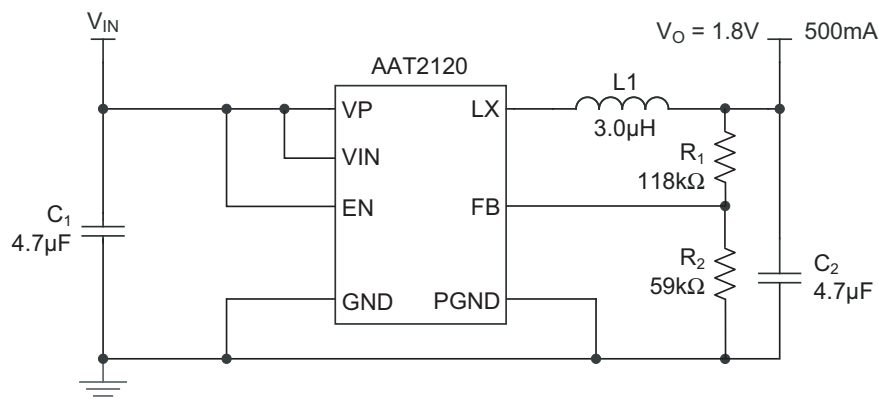 V_IN
V_O = 1.8V 500mA
AAT2120
L1
3.0µH
VP
LX
VIN
R_1
118kΩ
EN
FB
C_1
4.7µF
R_2
59kΩ
C_2
4.7µF
GND
PGND